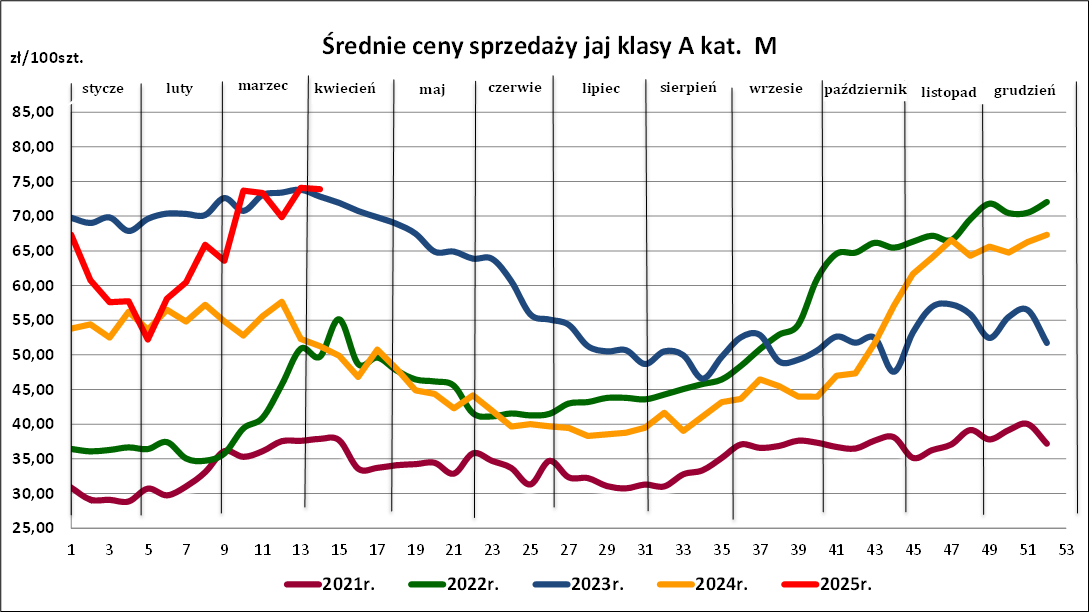 Średnie ceny sprzedaży jaj klasy A kat. M
zł/100szt.
stycze luty marzec kwiecień maj czerwie lipiec sierpień wrzesie październik listopad grudzień
85,00
80,00
75,00
70,00
65,00
60,00
55,00
50,00
45,00
40,00
35,00
30,00
25,00
1 3 5 7 9 11 13 15 17 19 21 23 25 27 29 31 33 35 37 39 41 43 45 47 49 51 53
2021r. 2022r. 2023r. 2024r. 2025r.